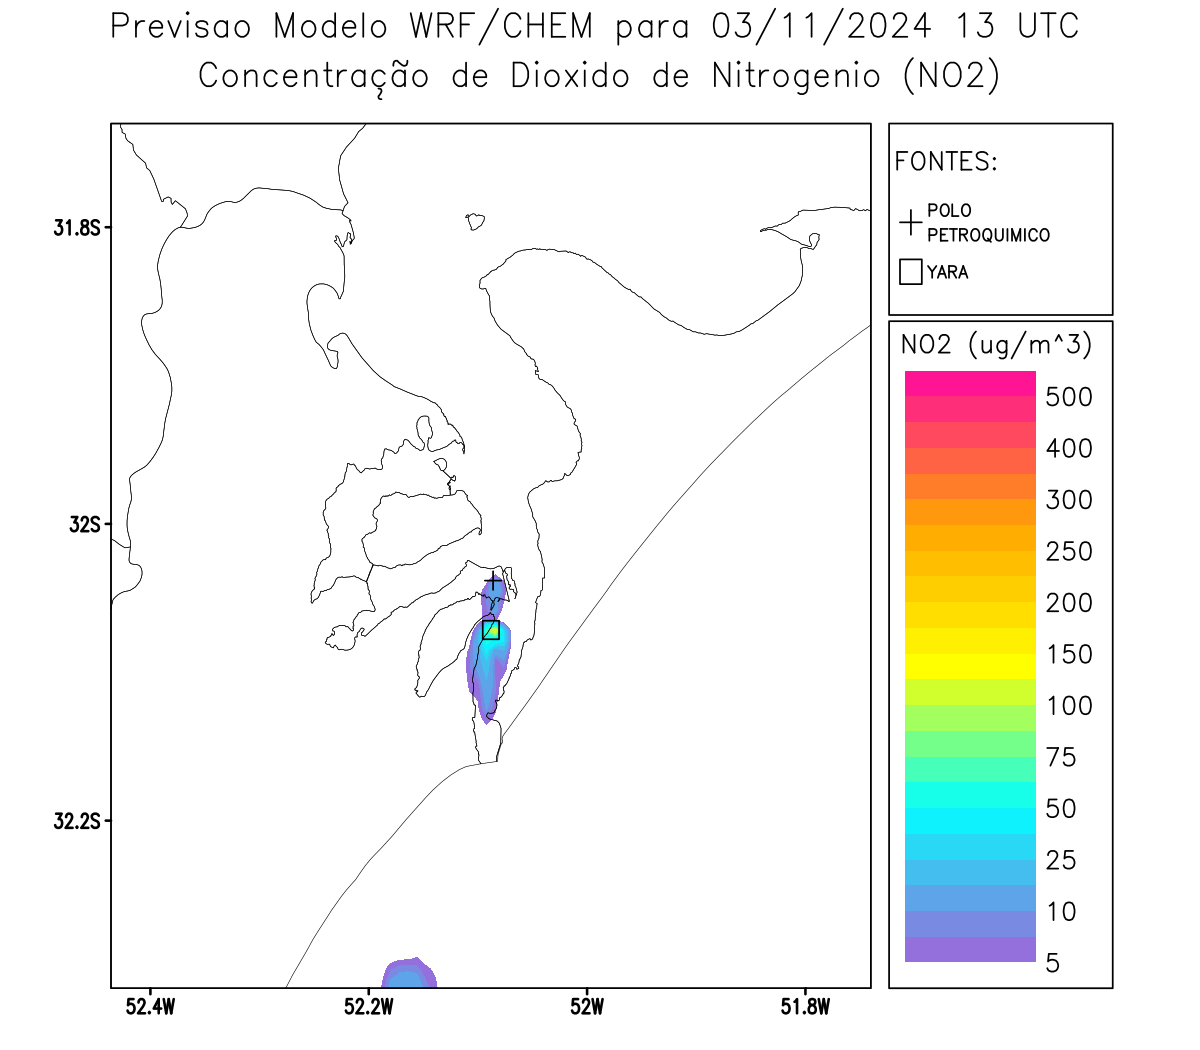 Previsao Modelo WRF/CHEM para 03/11/2024 13 UTC
Concentração de Dioxido de Nitrogenio (NO2)
FONTES:
POLO
PETROQUIMICO
YARA
NO2 (ug/m^3)
500
400
300
250
200
150
100
75
50
25
10
5
31.8S
32S
32.2S
52.4W
52.2W
52W
51.8W